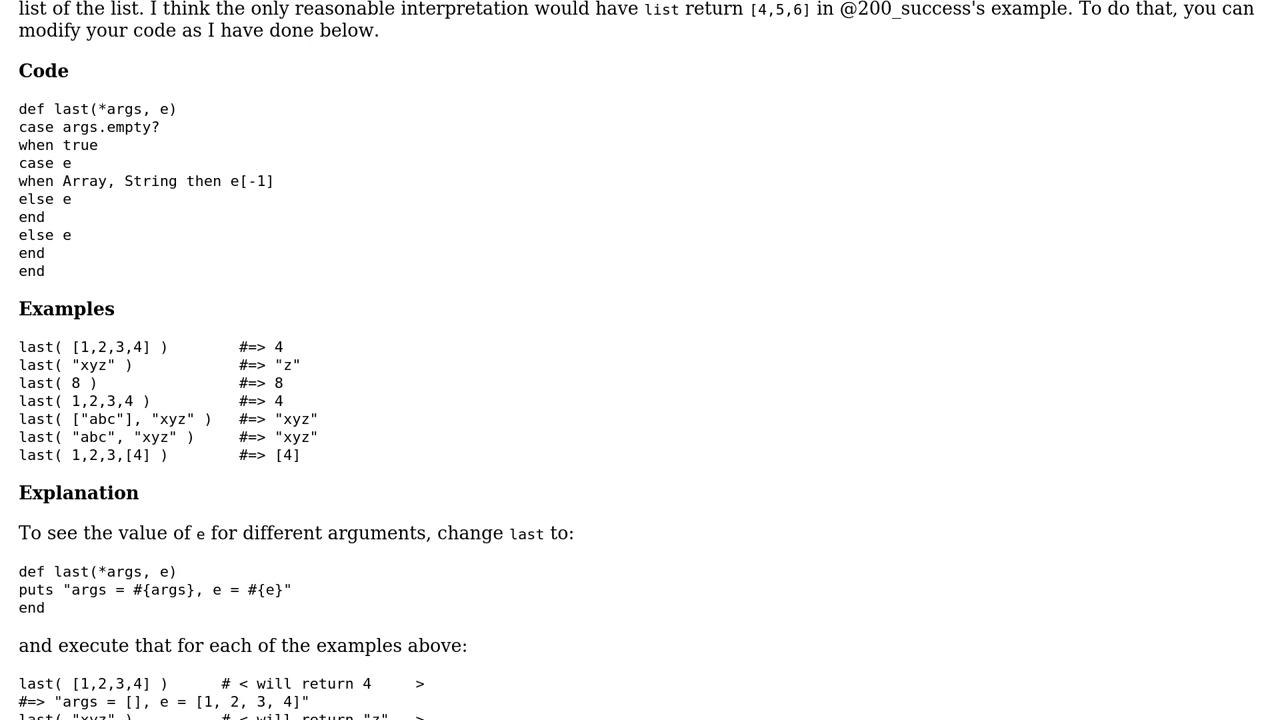 list of the list. I think the only reasonable interpretation would have list return [4,5,6] in @200_success's example. To do that, you can
modify your code as I have done below.
Code
def last(*args, e)
case args.empty?
when true
case e
when Array, String then e[-1]
else e
end
else e
end
end
Examples
last( [1,2,3,4] )        #=> 4
last( "xyz" )            #=> "z"
last( 8 )                #=> 8
last( 1,2,3,4 )          #=> 4
last( ["abc"], "xyz" )   #=> "xyz"
last( "abc", "xyz" )     #=> "xyz"
last( 1,2,3,[4] )        #=> [4]
Explanation
To see the value of e for different arguments, change last to:
def last(*args, e)
puts "args = #{args}, e = #{e}"
end
and execute that for each of the examples above:
last( [1,2,3,4] )      # < will return 4     >
#=> "args = [], e = [1, 2, 3, 4]"
last( "xyz" )          # < will return "z"   >